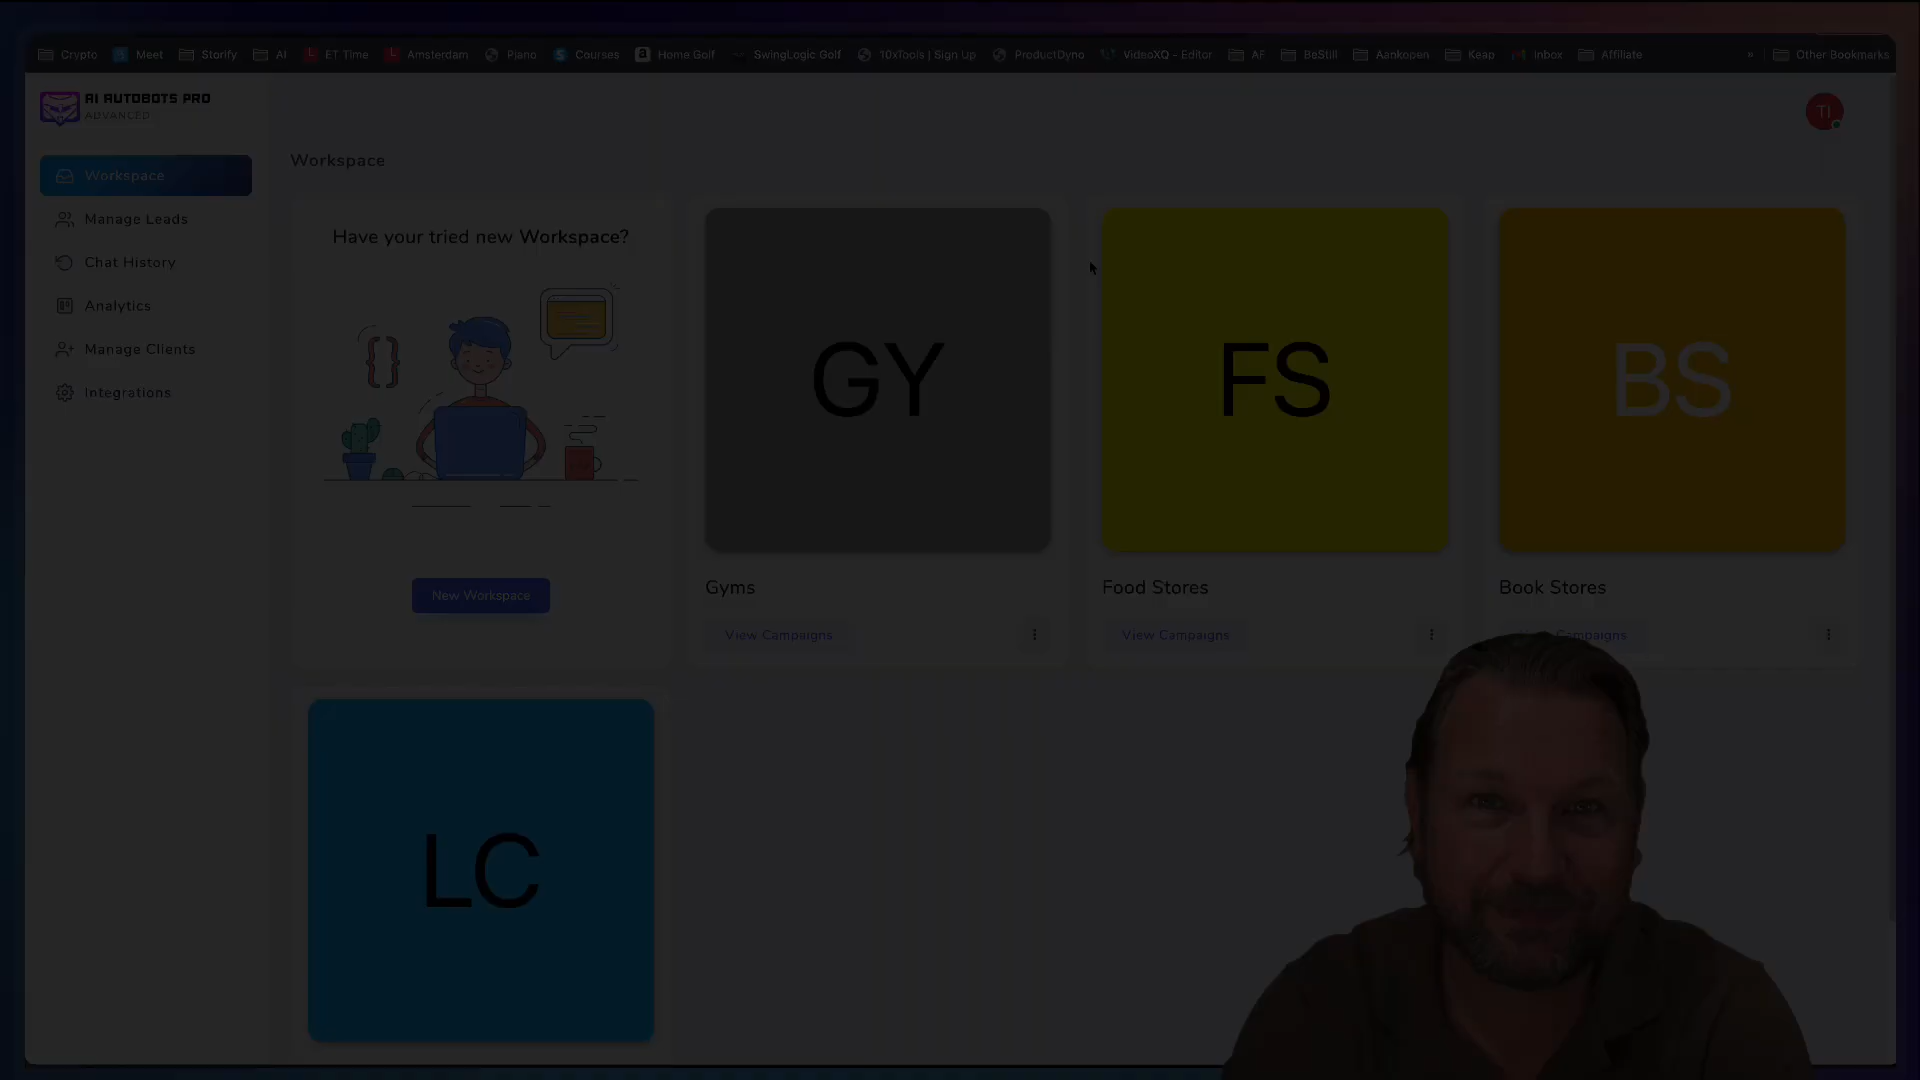 Crypto
Meet
Storify
AI
ET Time
Amsterdam
Piano
Courses
Home Golf
SwingLogic Golf
10xTools | Sign Up
ProductDyno
VideoXQ - Editor
AF
BeStill
Aankopen
Keap
Inbox
Affiliate
»
Other Bookmarks
AI AUTOBOTS PRO
ADVANCED
TI
Workspace
Manage Leads
Chat History
Analytics
Manage Clients
Integrations
Workspace
Have your tried new Workspace?
New Workspace
GY
Gyms
View Campaigns
FS
Food Stores
View Campaigns
BS
Book Stores
Campaigns
LC